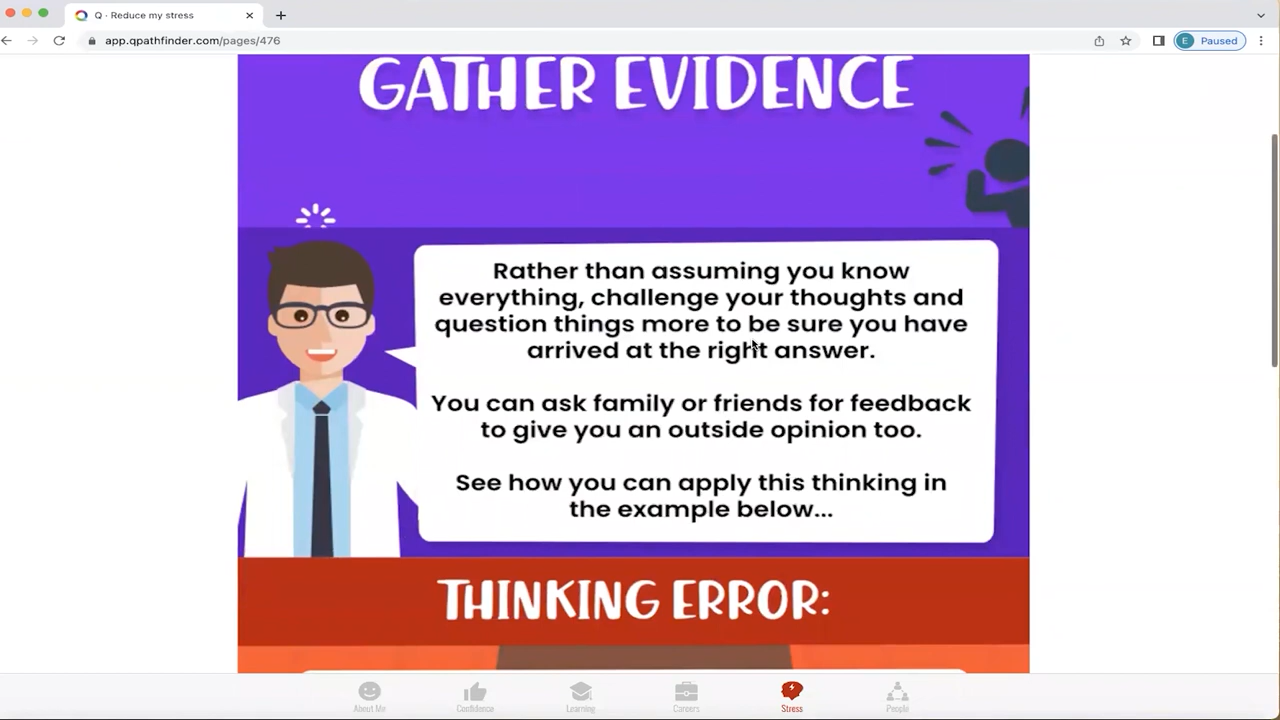 Q - Reduce my stress
app.qpathfinder.com/pages/476
E Paused
GATHER EVIDENCE
Rather than assuming you know
everything, challenge your thoughts and
question things more to be sure you have
arrived at the right answer.
You can ask family or friends for feedback
to give you an outside opinion too.
See how you can apply this thinking in
the example below...
THINKING ERROR:
About Me
Confidence
Learning
Careers
Stress
People